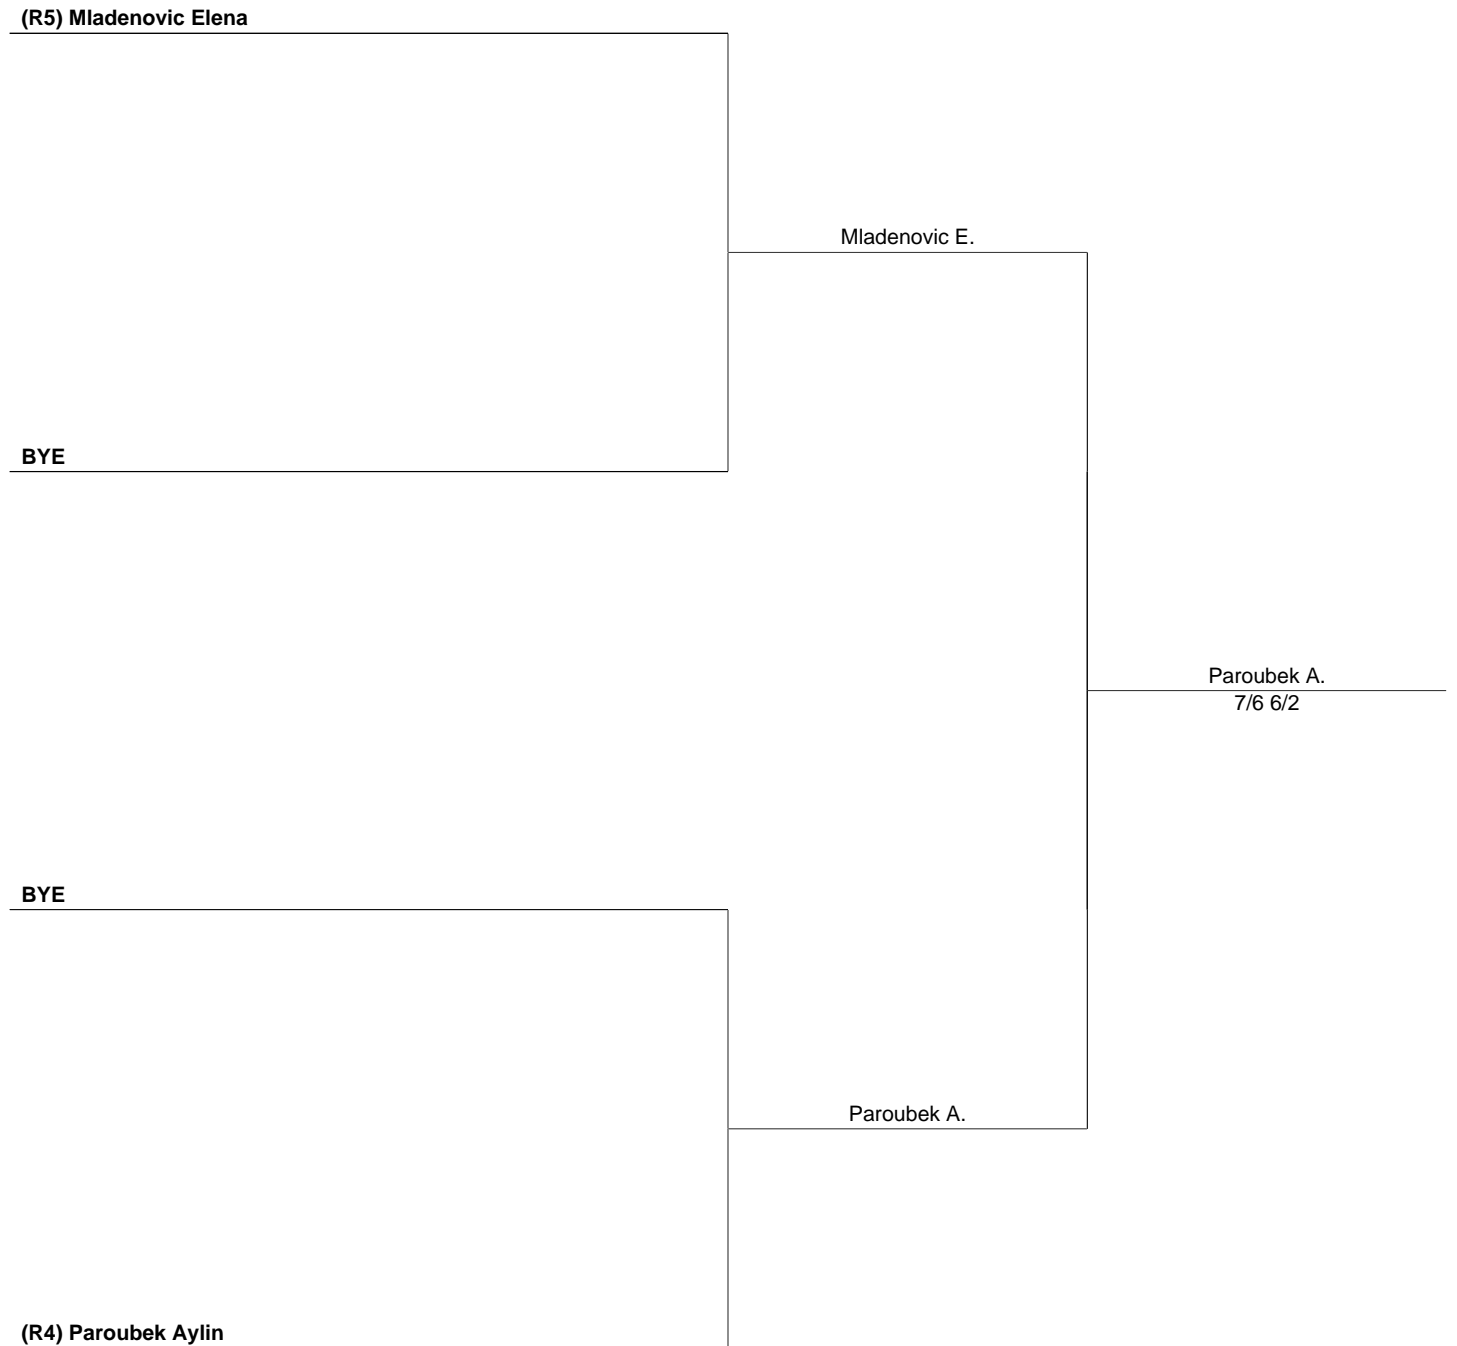 (R5) Mladenovic Elena
Mladenovic E.
BYE
Paroubek A.
7/6 6/2
BYE
Paroubek A.
(R4) Paroubek Aylin